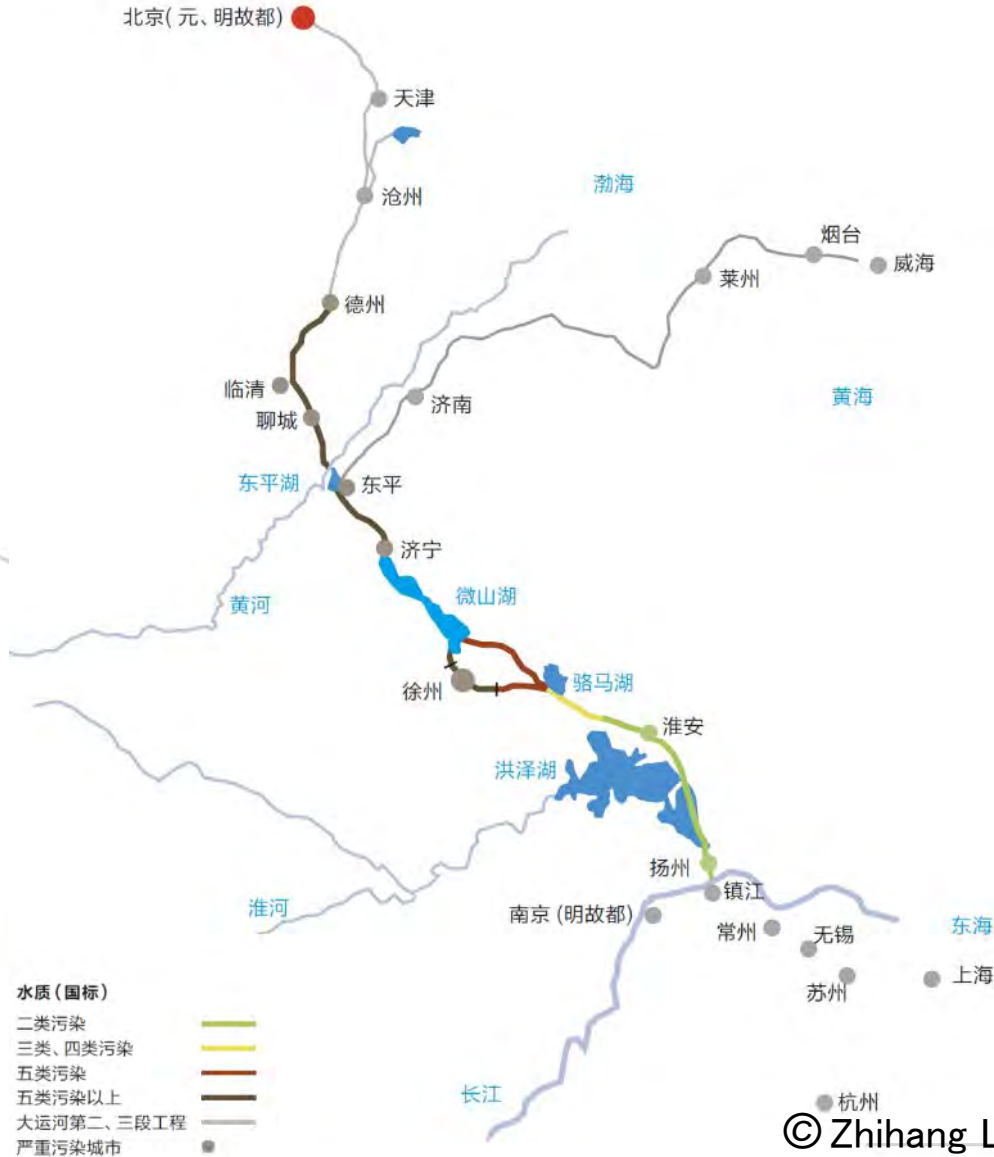 北京( 元、明故都)
天津
沧州
渤海
烟台
威海
莱州
德州
黄海
临清
济南
聊城
东平湖
东平
济宁
微山湖
黄河
徐州
骆马湖
淮安
洪泽湖
扬州
镇江
淮河
南京 (明故都)
常州
无锡
东海
苏州
上海
水质 ( 国标 )
二类污染
三类、四类污染
五类污染
五类污染以上
大运河第二、三段工程
严重污染城市
长江
杭州
© Zhihang L